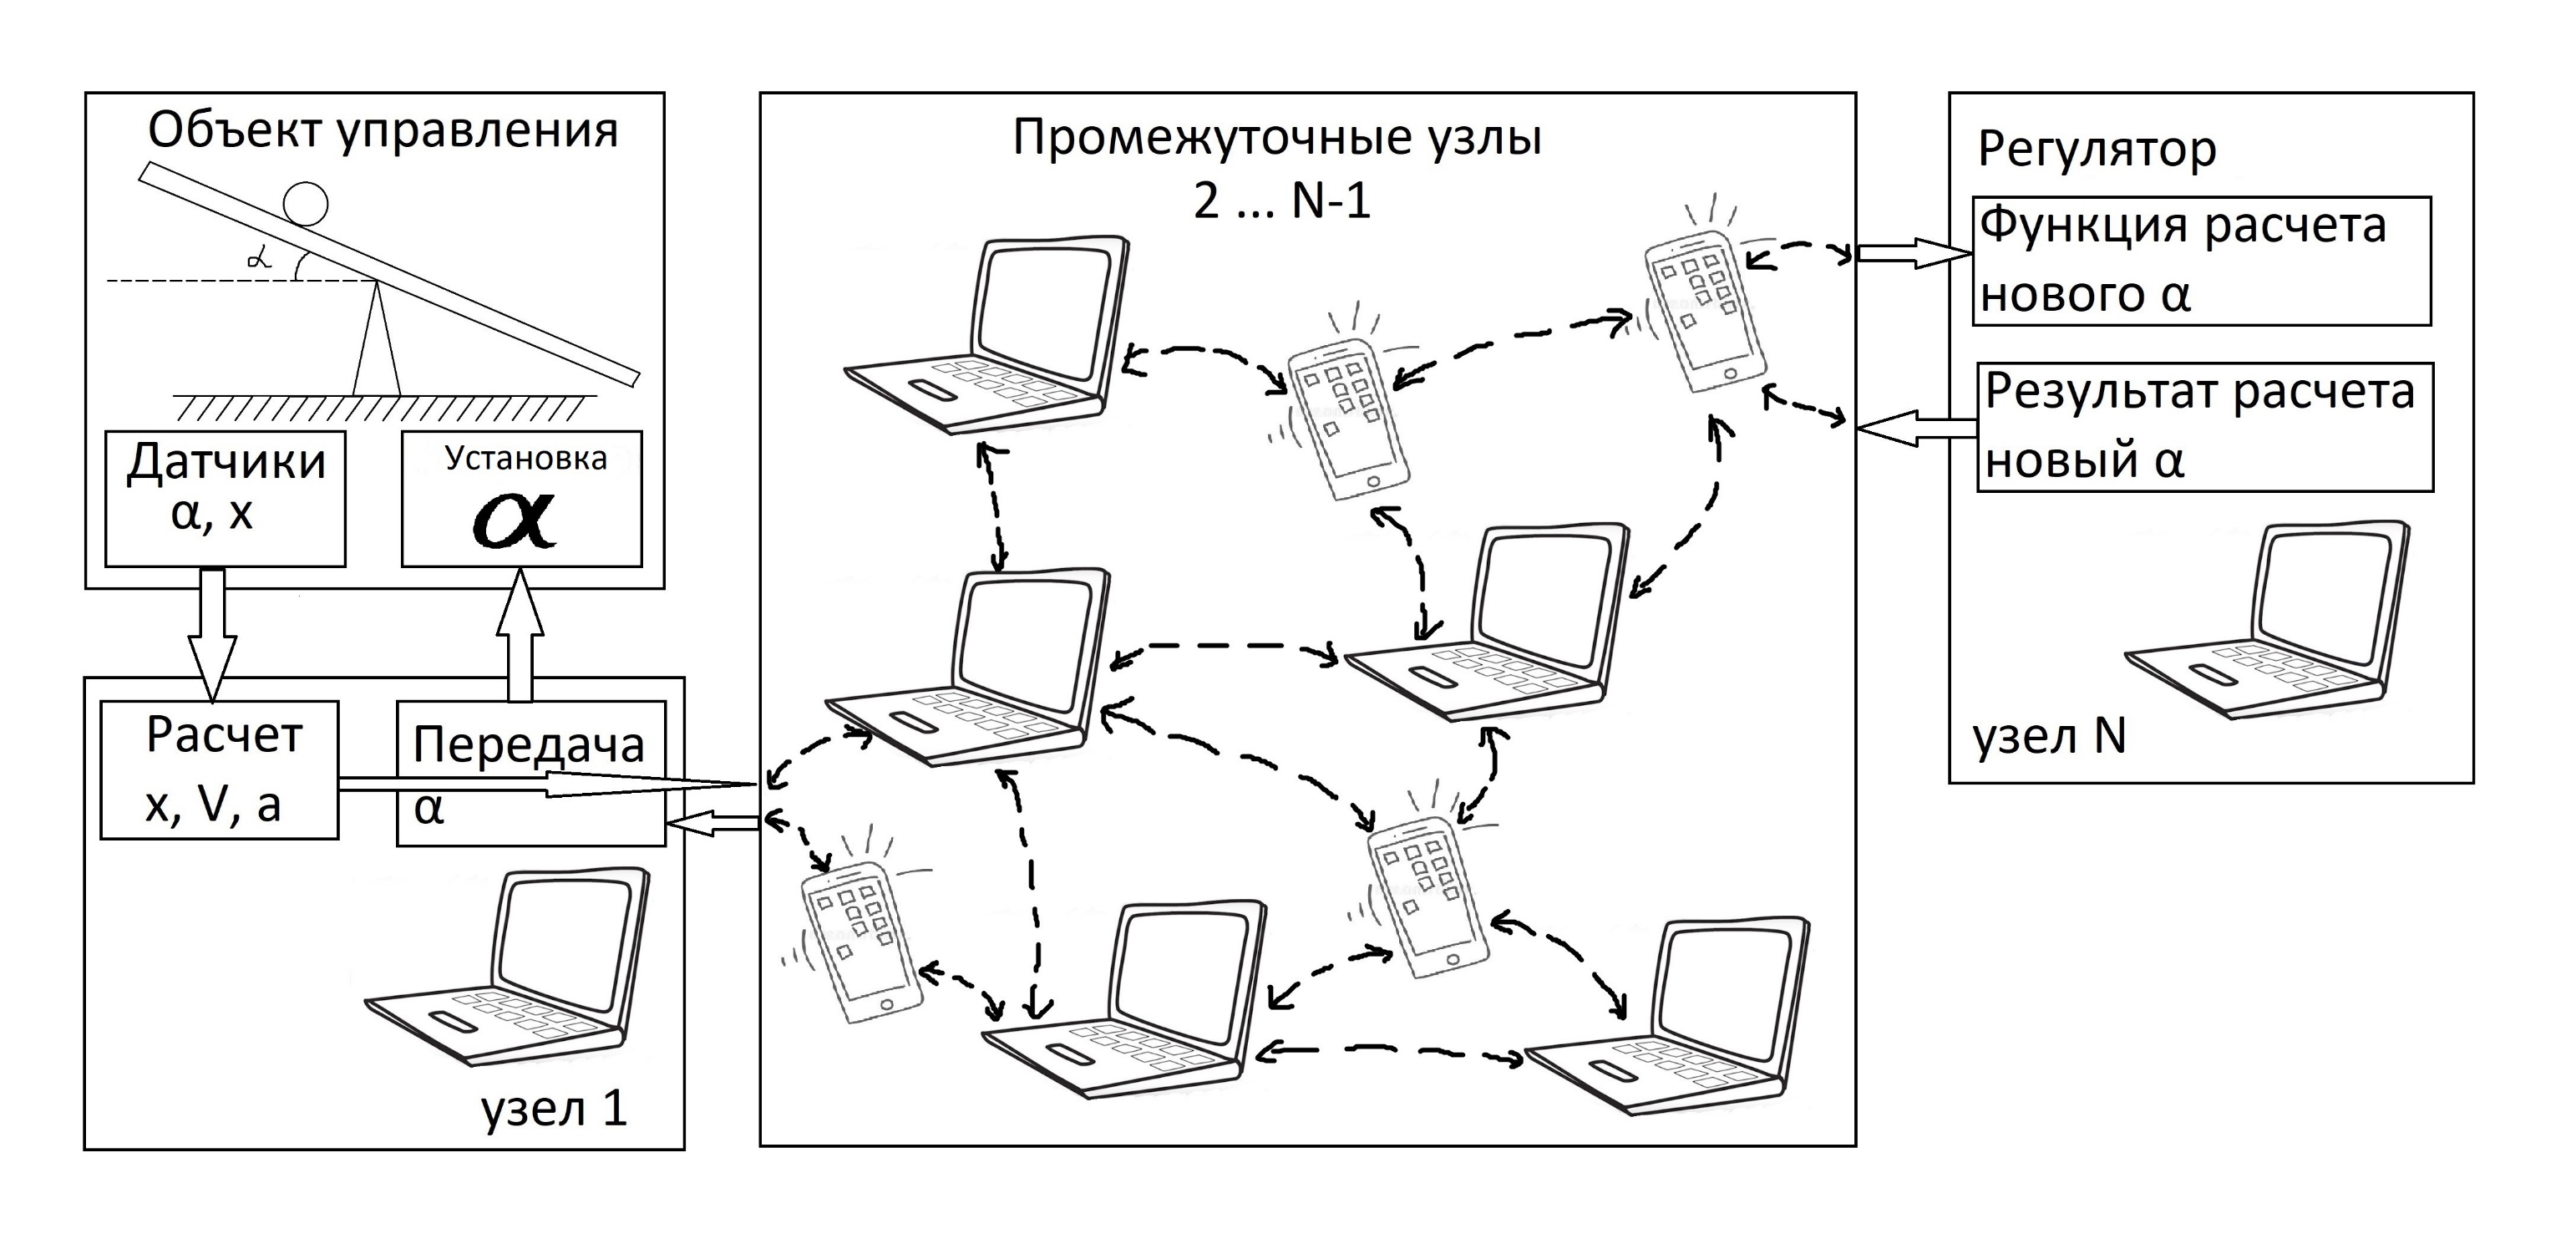 Объект управления
α
Датчики
α, x
Установка
α
Расчет
x, V, a
Передача
α
узел 1
Промежуточные узлы
2 ... N-1
Регулятор
Функция расчета
нового α
Результат расчета
новый α
узел N